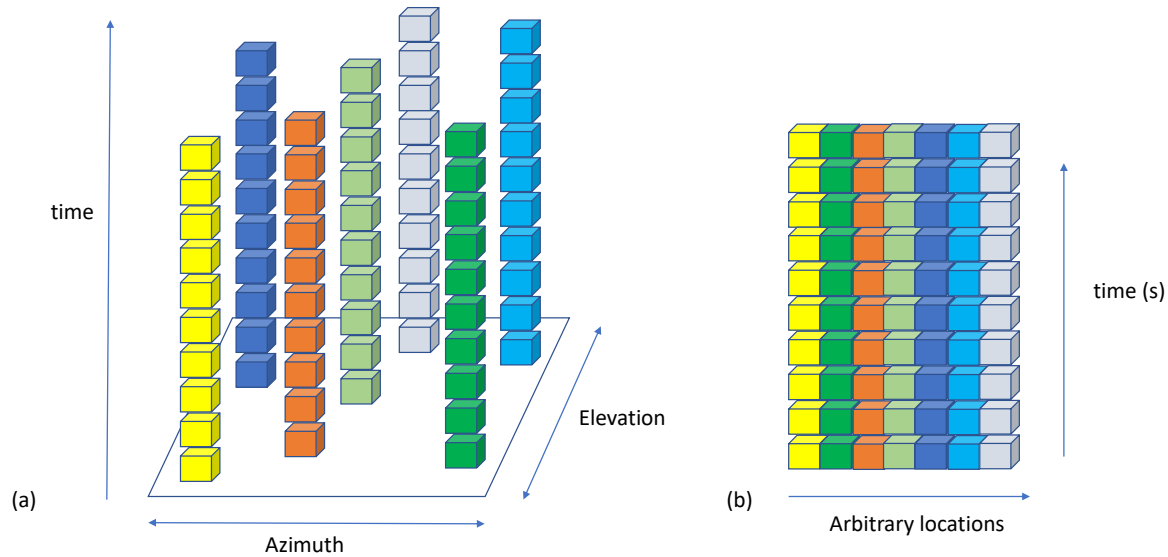 time
Elevation
(a)
Azimuth
time (s)
(b)
Arbitrary locations